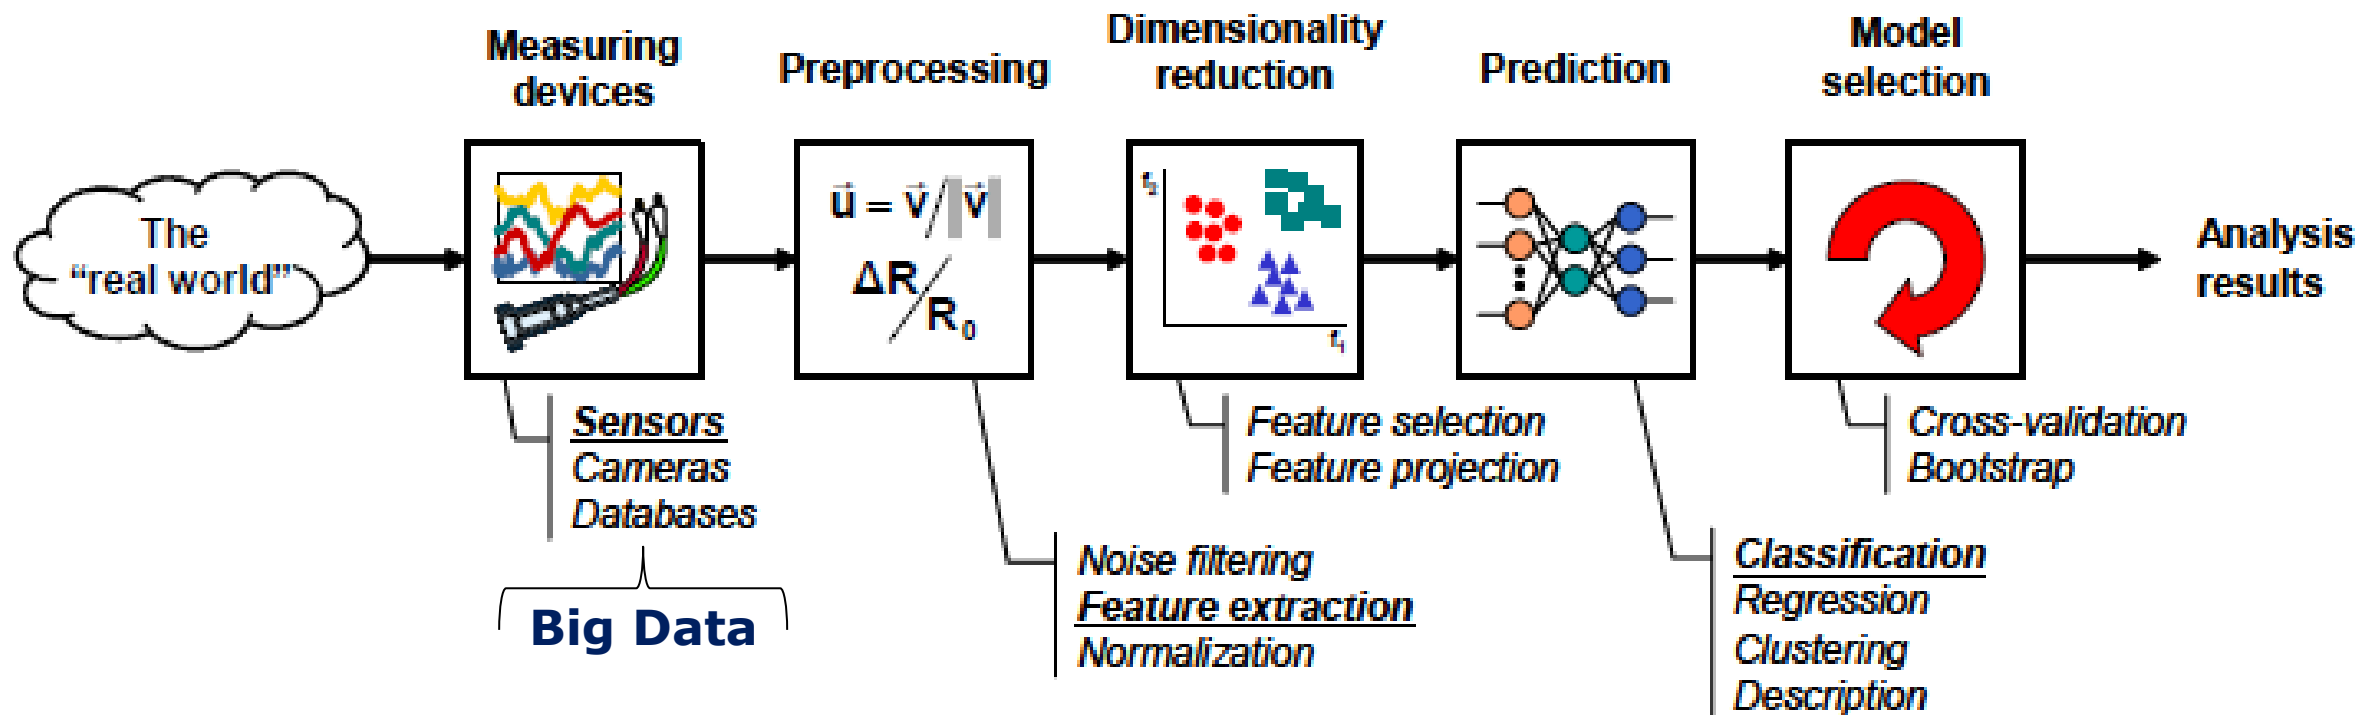 Measuring
devices
Preprocessing
Dimensionality
reduction
Prediction
Model
selection
The
“real world”
u⃗ = v⃗/|v⃗|
ΔR/R₀
f₂
f₁
Analysis
results
Sensors
Cameras
Databases
Big Data
Noise filtering
Feature extraction
Normalization
Feature selection
Feature projection
Classification
Regression
Clustering
Description
Cross-validation
Bootstrap